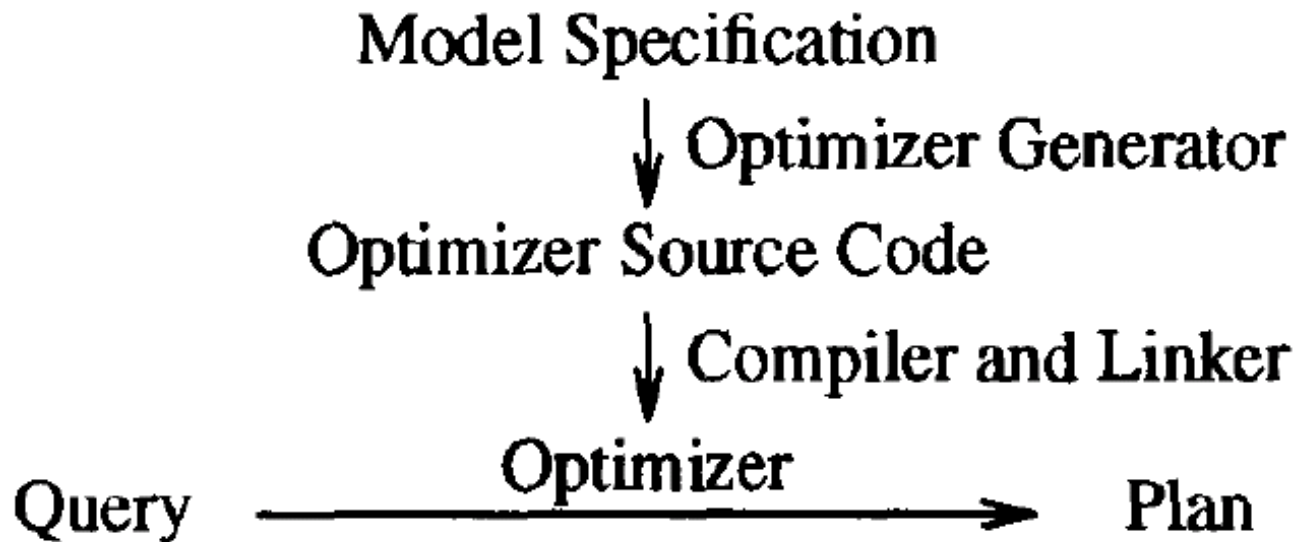 Model Specification
Optimizer Generator
Optimizer Source Code
Compiler and Linker
Optimizer
Query
Plan